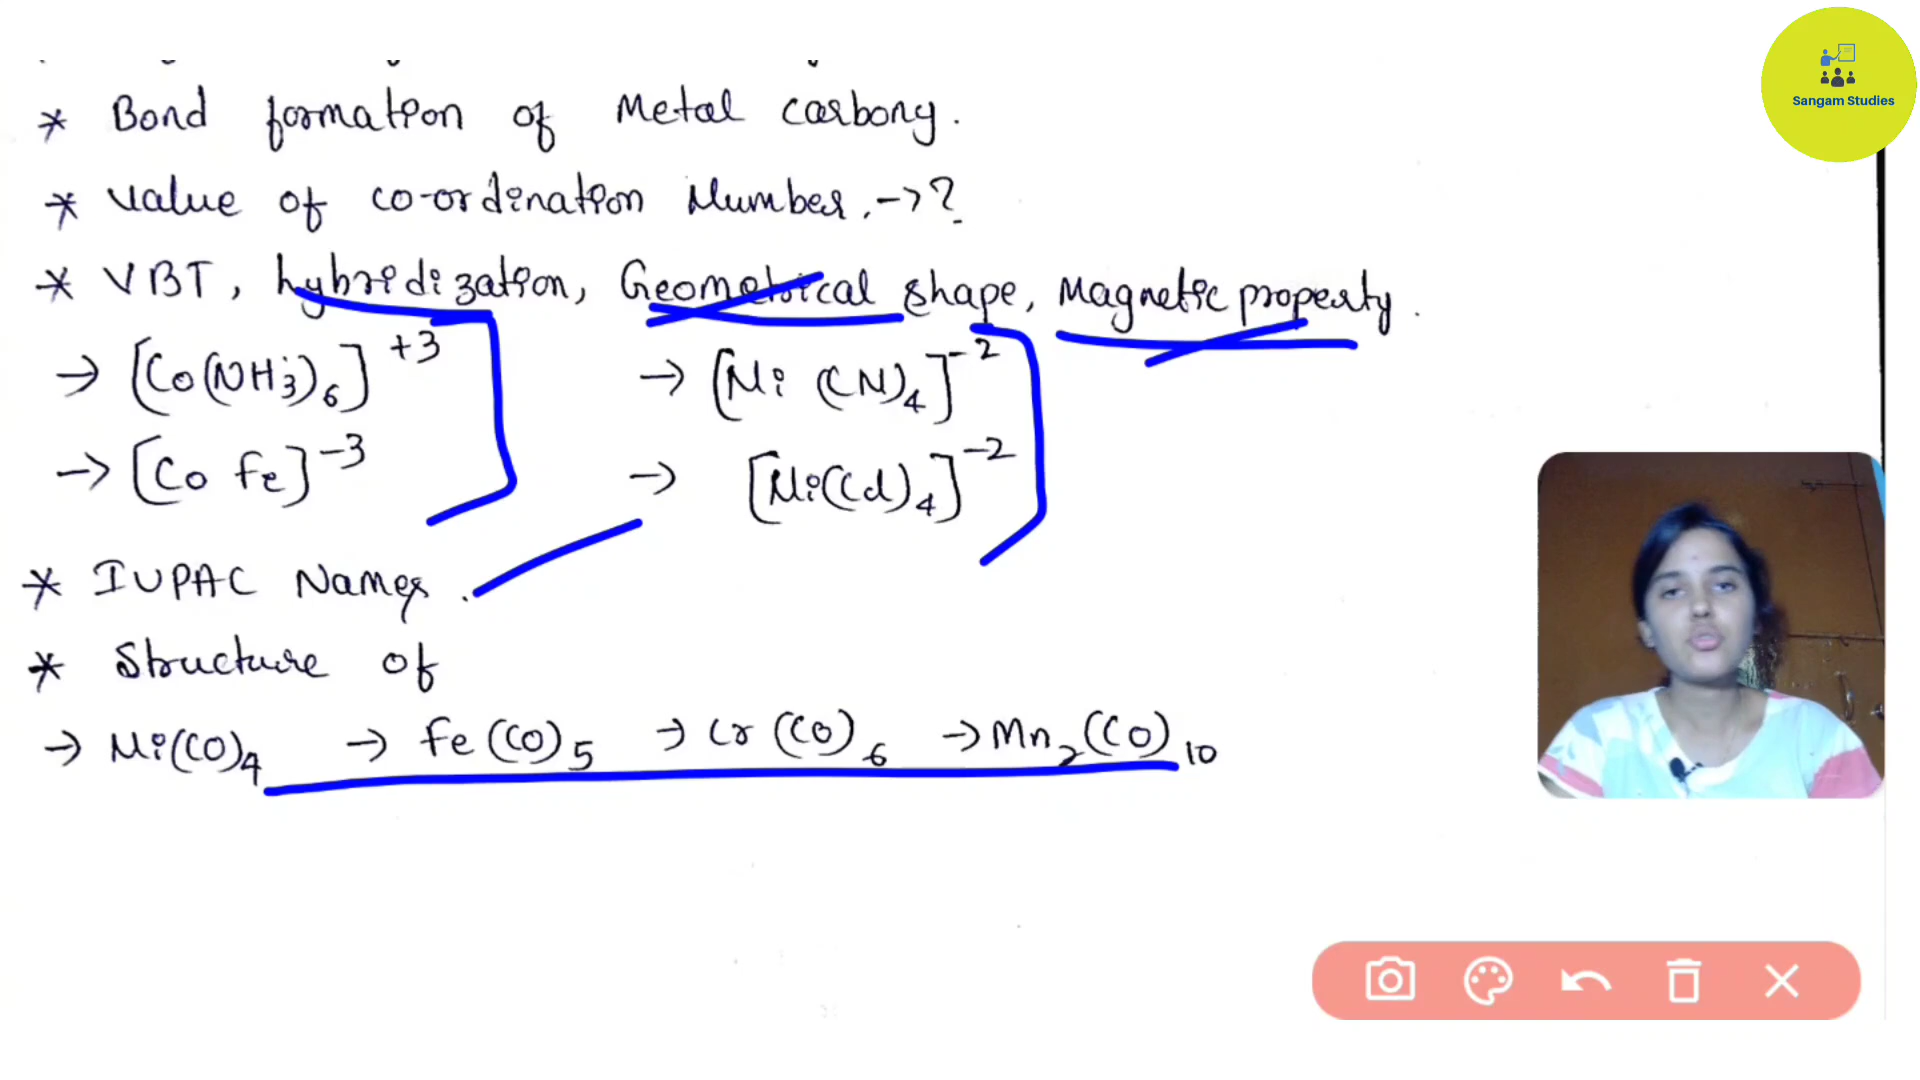 * Bond formation of Metal carbony.
* Value of co-ordination Number. → ?
* VBT, hybridization, Geometrical shape, Magnetic property.
→ [Co(NH3)6]+3 → [Ni (CN)4]-2
→ [Co Fe]-3 → [Ni(Cd)4]-2
* IUPAC Names.
* Structure of
→ Ni(CO)4 → Fe(CO)5 → Cr(CO)6 → Mn2(CO)10
Sangam Studies